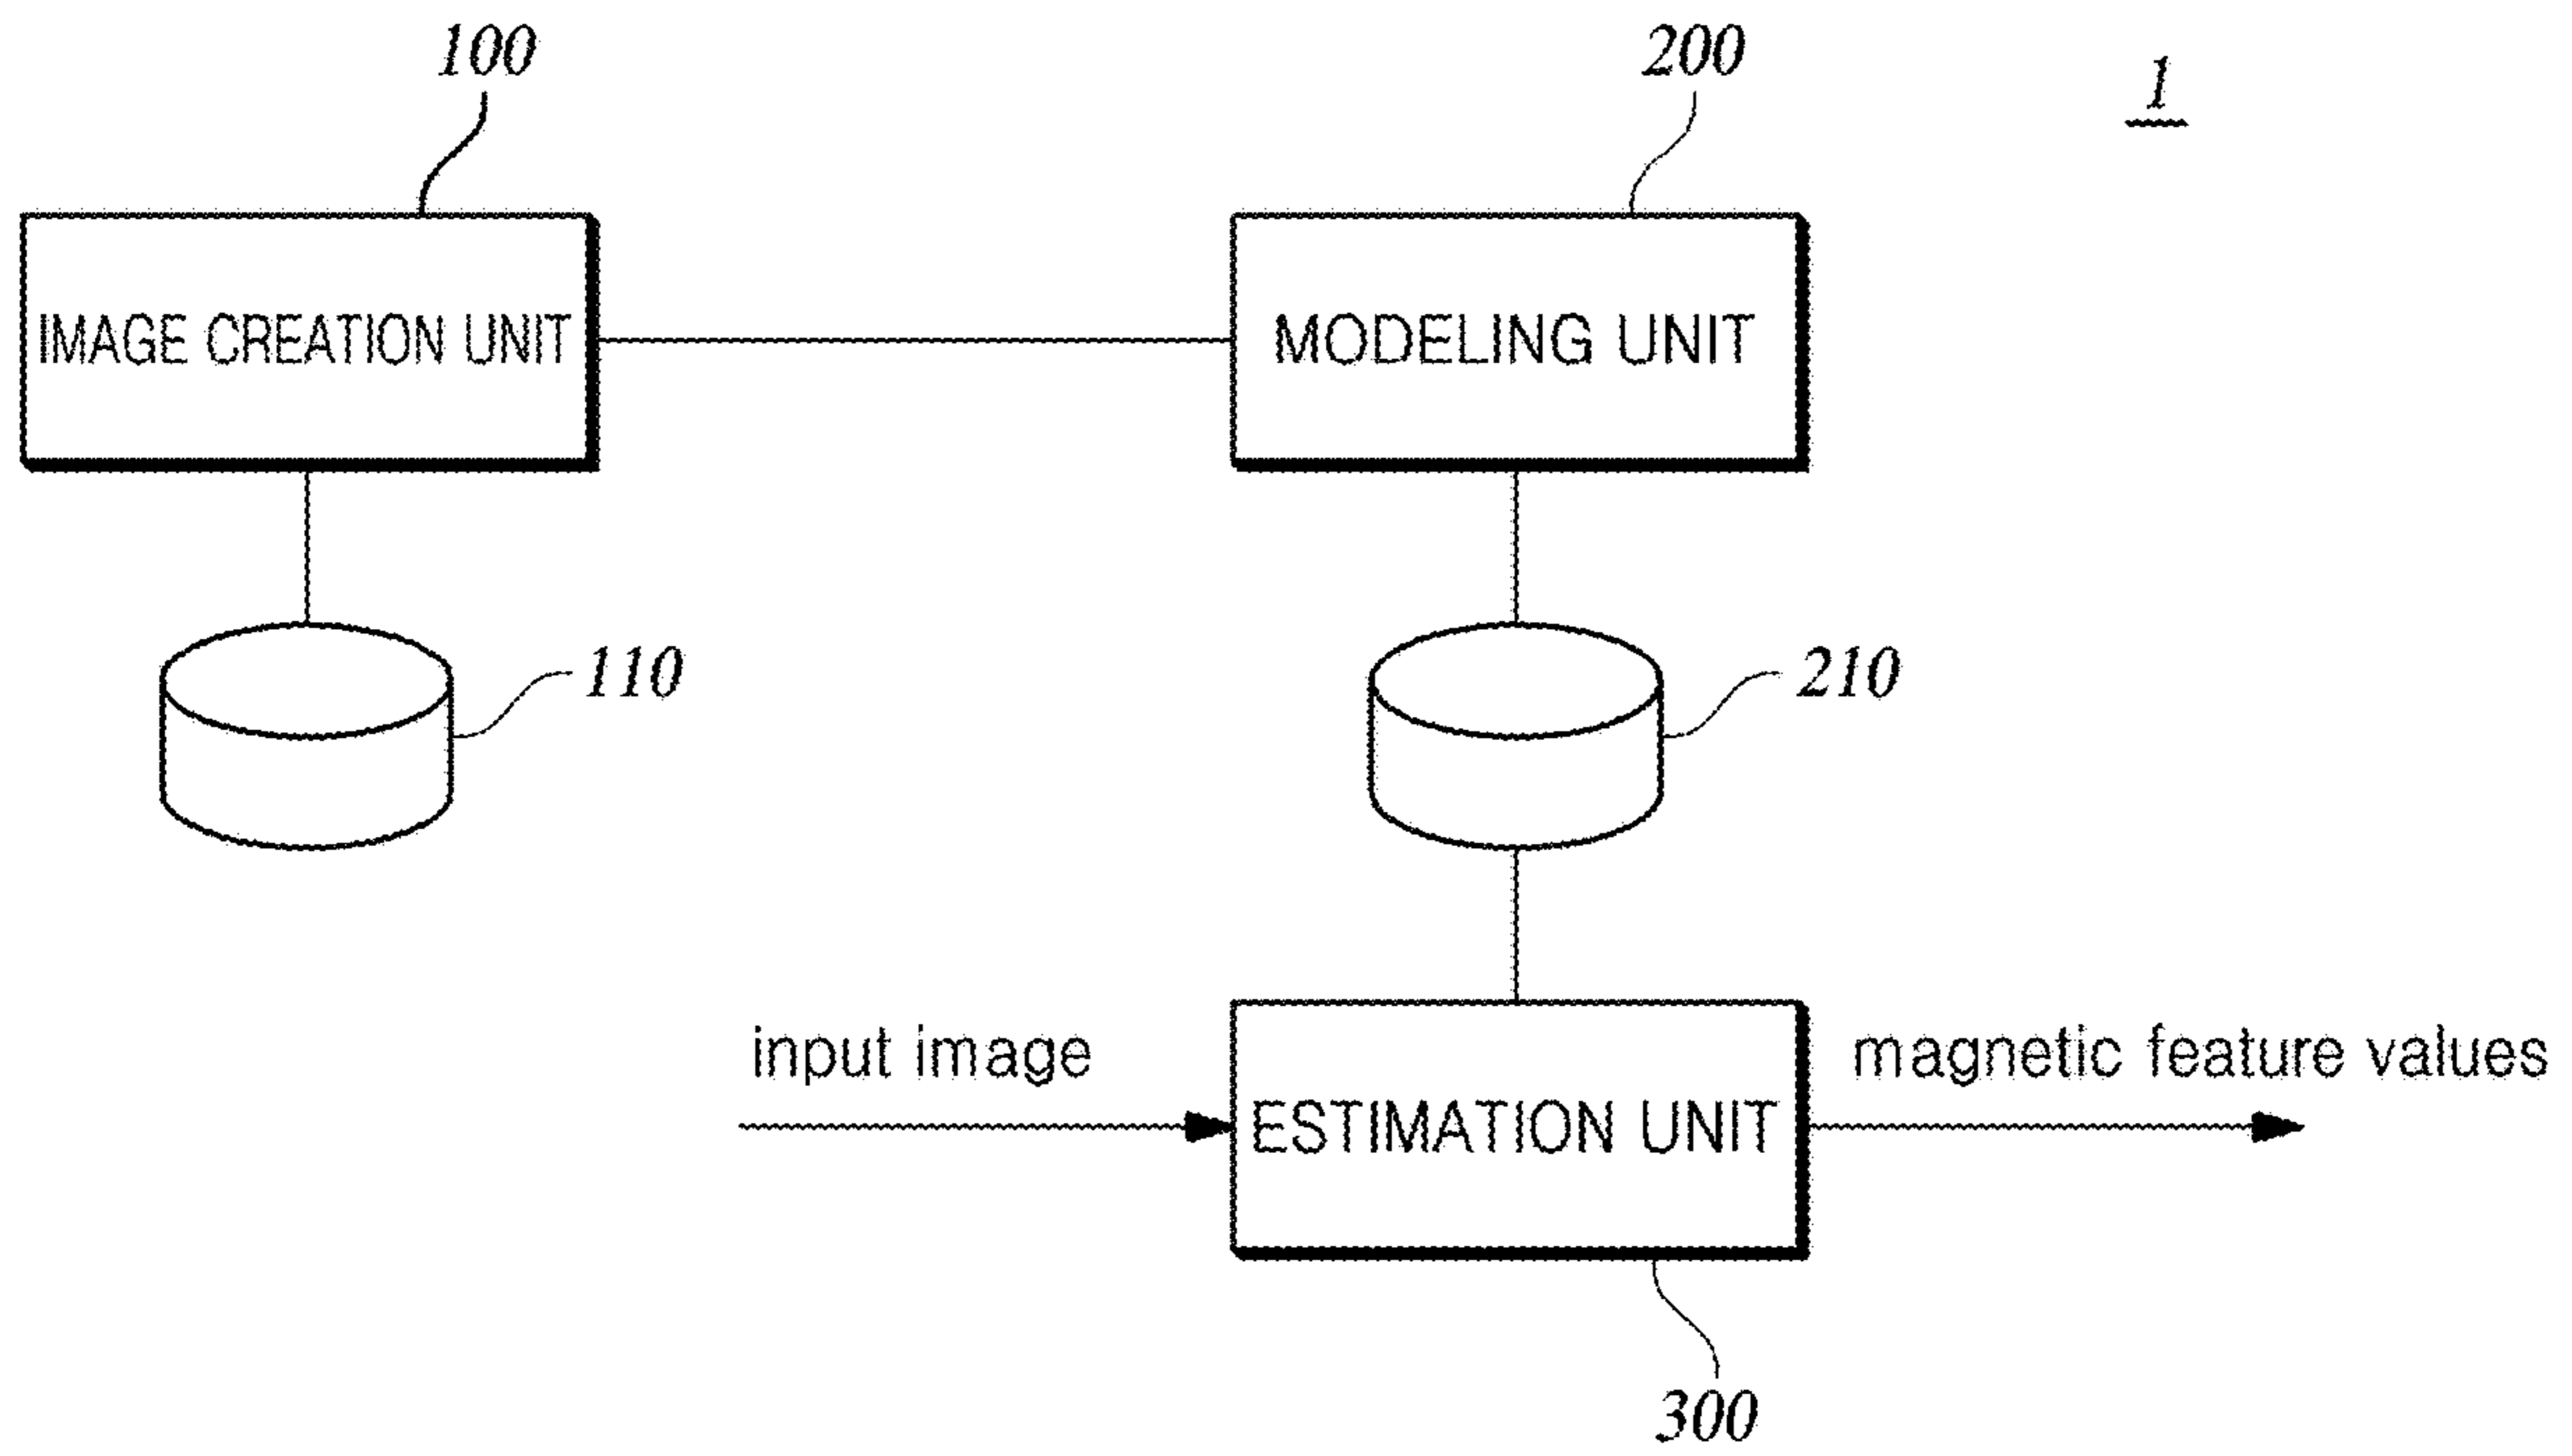 100
200
1
IMAGE CREATION UNIT
MODELING UNIT
110
210
input image
magnetic feature values
ESTIMATION UNIT
300